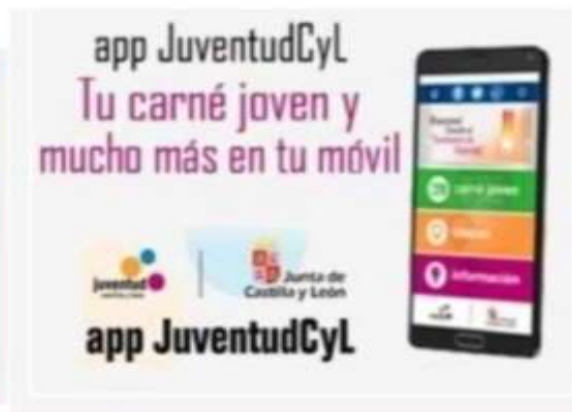 app JuventudCyL
Tu carné joven y
mucho más en tu móvil
carné joven
información
juventud
Junta de
Castilla y León
app JuventudCyL